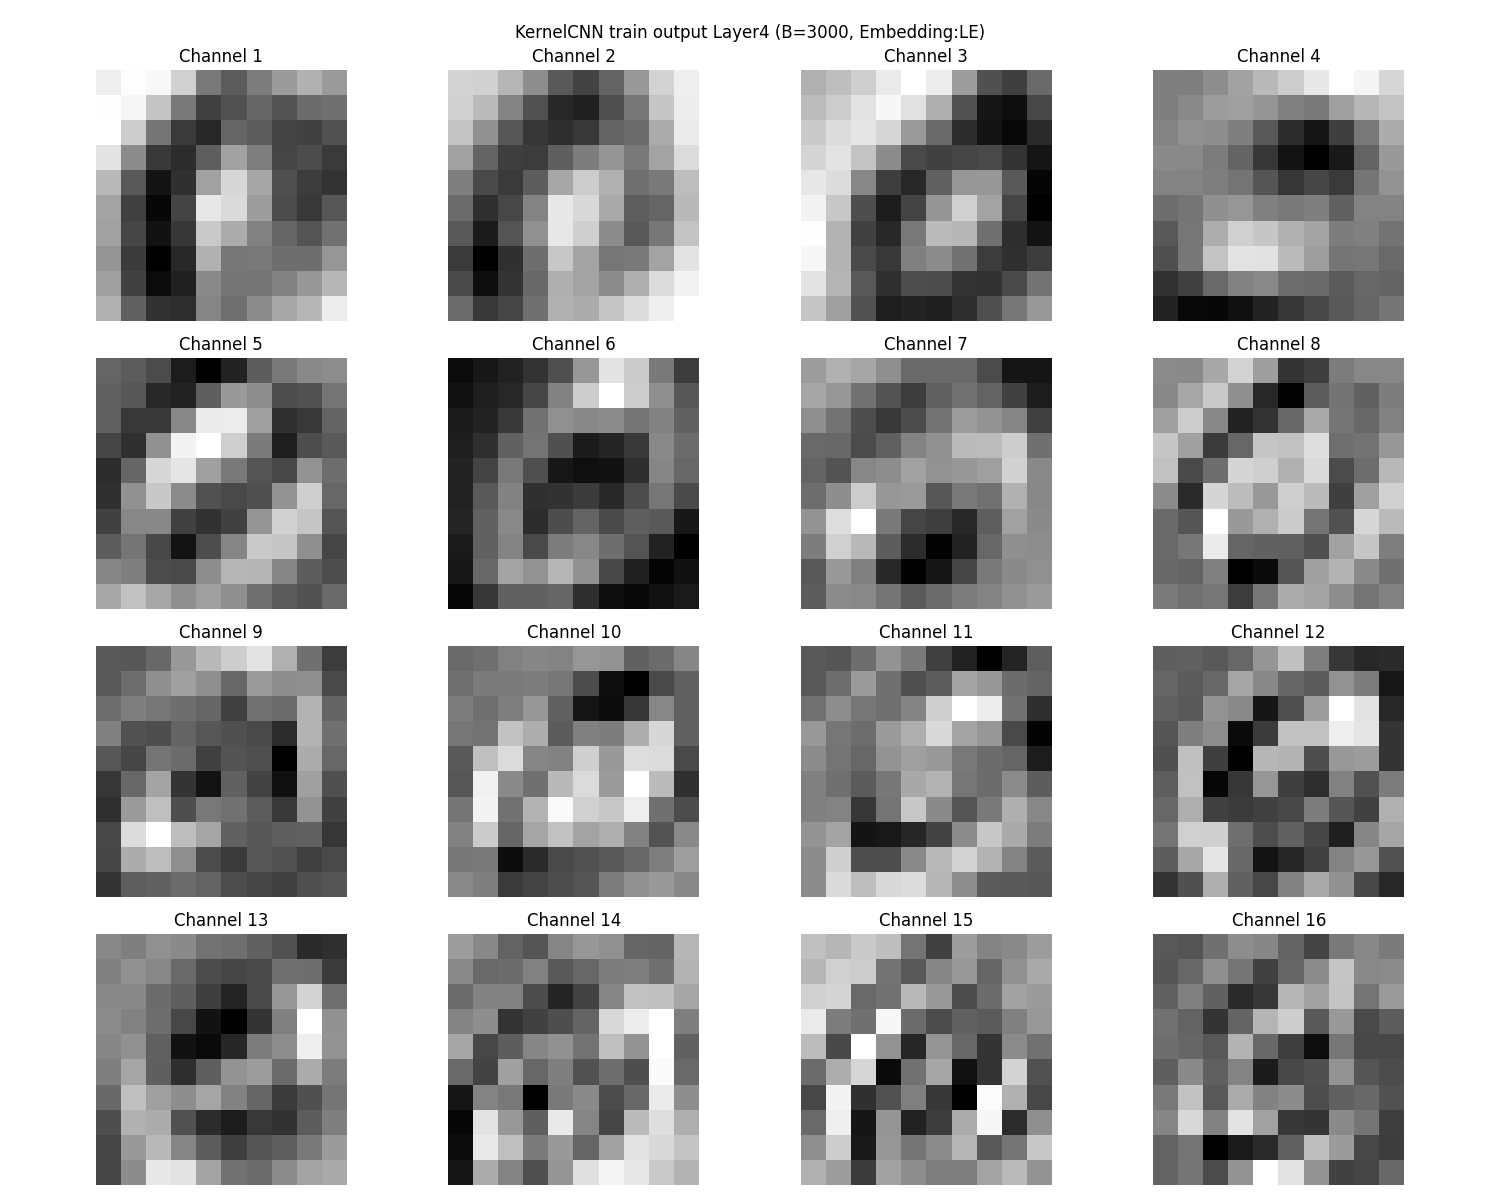 KernelCNN train output Layer4 (B=3000, Embedding:LE)
Channel 1
Channel 2
Channel 3
Channel 4
Channel 5
Channel 6
Channel 7
Channel 8
Channel 9
Channel 10
Channel 11
Channel 12
Channel 13
Channel 14
Channel 15
Channel 16